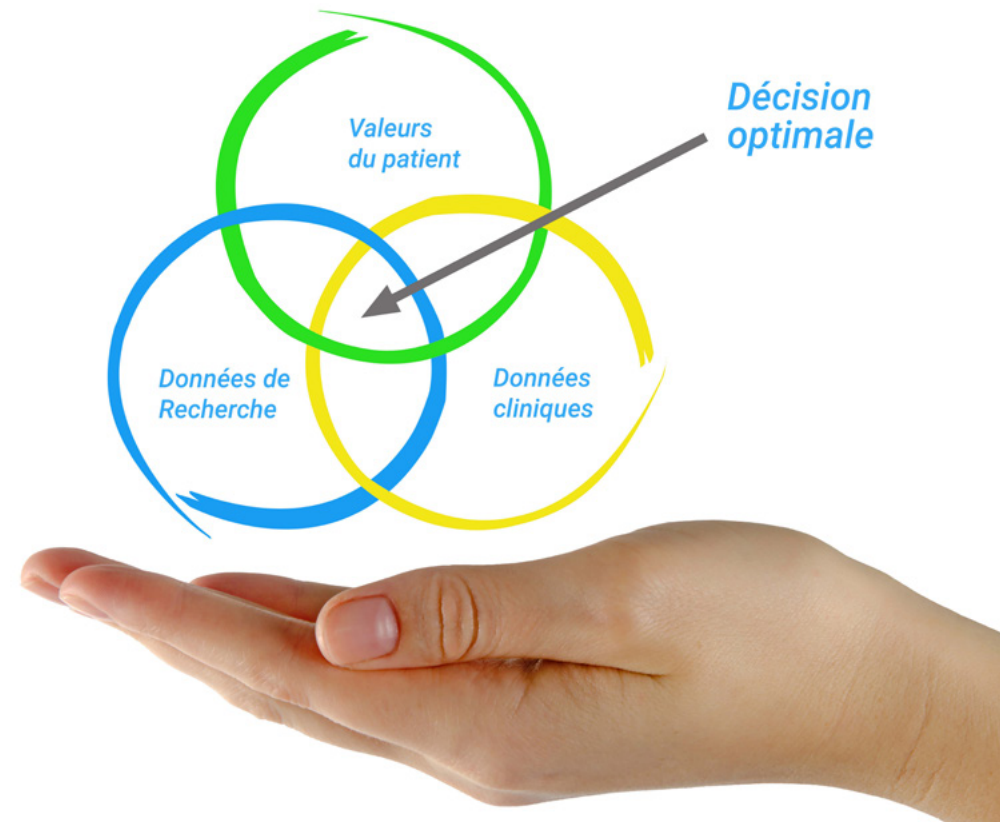 Valeurs
du patient
Décision
optimale
Données de
Recherche
Données
cliniques